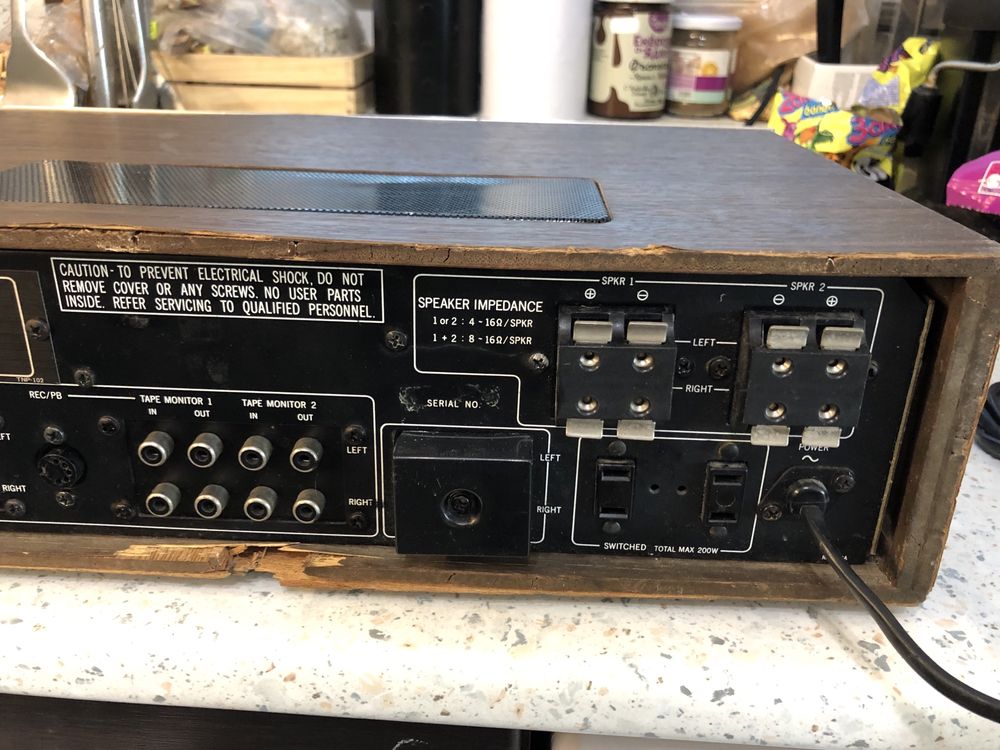 CAUTION - TO PREVENT ELECTRICAL SHOCK, DO NOT
REMOVE COVER OR ANY SCREWS. NO USER PARTS
INSIDE. REFER SERVICING TO QUALIFIED PERSONNEL.
SPKR 1
SPKR 2
⊕ ⊖
⊖ ⊕
SPEAKER IMPEDANCE
1 or 2 : 4 ~ 16Ω/SPKR
1 + 2 : 8 ~ 16Ω/SPKR
LEFT
RIGHT
TNP-102
REC/PB
TAPE MONITOR 1
TAPE MONITOR 2
IN OUT
IN OUT
LEFT
RIGHT
RIGHT
SERIAL NO.
LEFT
RIGHT
POWER
~
SWITCHED TOTAL MAX 200W